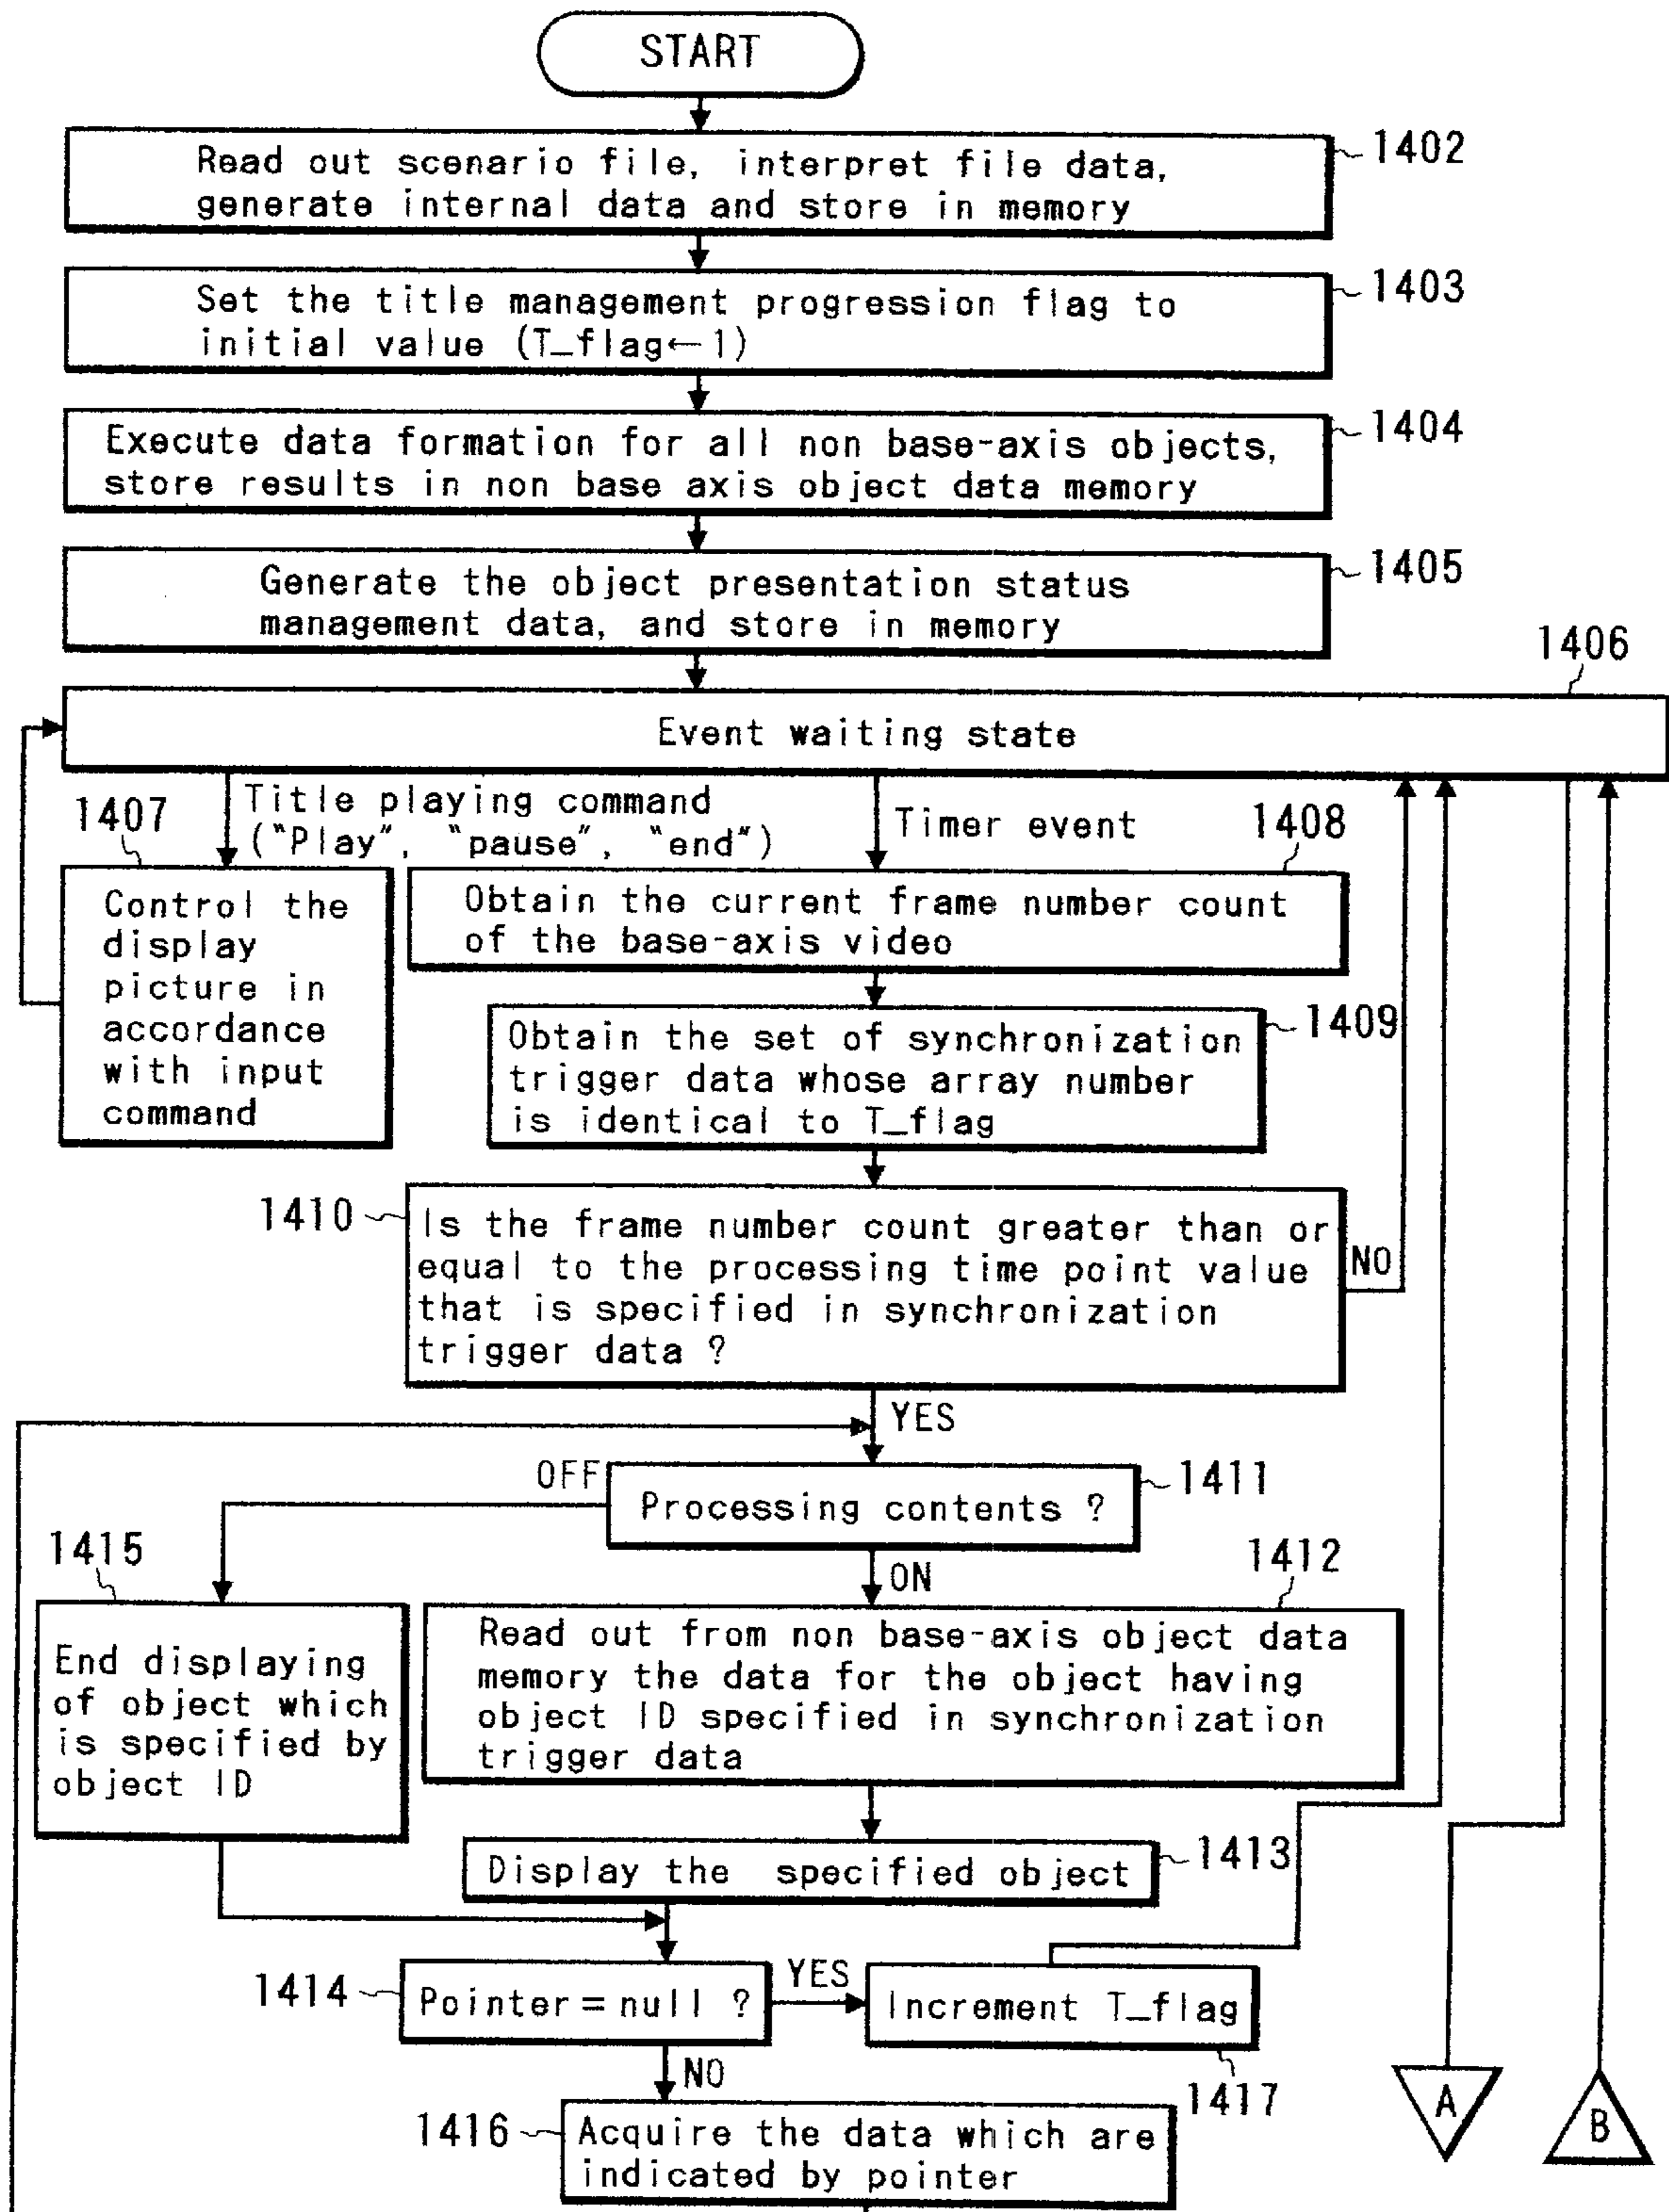 START
1402
Read out scenario file, interpret file data,
generate internal data and store in memory
1403
Set the title management progression flag to
initial value (T_flag←1)
1404
Execute data formation for all non base-axis objects,
store results in non base axis object data memory
1405
Generate the object presentation status
management data, and store in memory
1406
Event waiting state
1407
Title playing command
("Play", "pause", "end")
Timer event
1408
Control the
display
picture in
accordance
with input
command
Obtain the current frame number count
of the base-axis video
1409
Obtain the set of synchronization
trigger data whose array number
is identical to T_flag
1410
Is the frame number count greater than or
equal to the processing time point value
that is specified in synchronization
trigger data ?
NO
YES
OFF
1411
Processing contents ?
1415
ON
1412
End displaying
of object which
is specified by
object ID
Read out from non base-axis object data
memory the data for the object having
object ID specified in synchronization
trigger data
1413
Display the specified object
1414
Pointer=null ?
YES
Increment T_flag
1417
NO
1416
Acquire the data which are
indicated by pointer
A
B